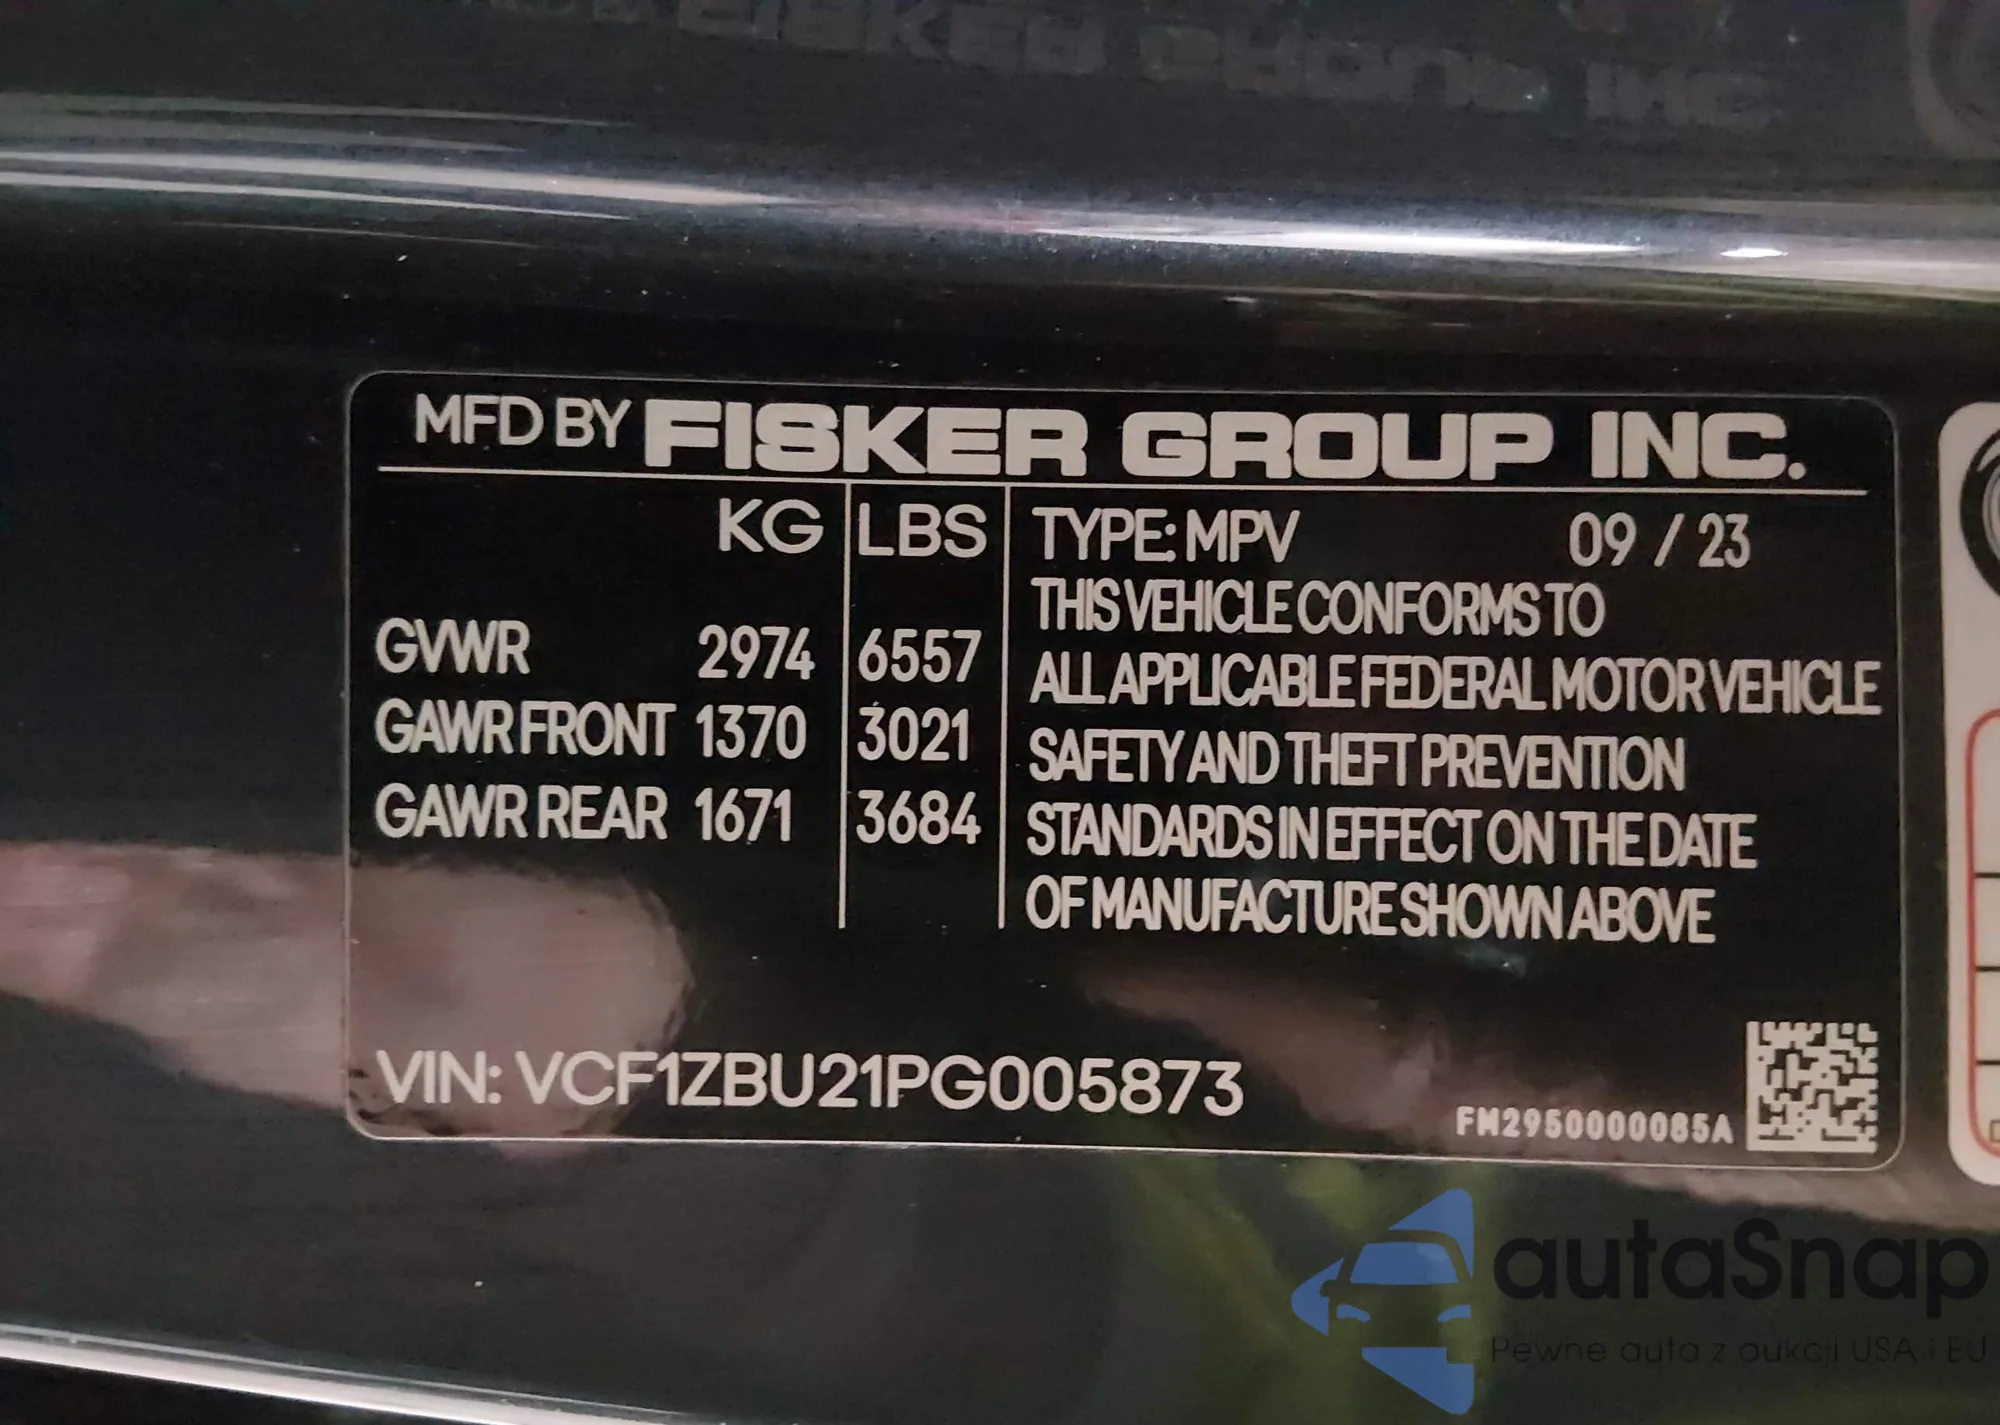 MFD BY FISKER GROUP INC.
KG LBS
GVWR 2974 6557
GAWR FRONT 1370 3021
GAWR REAR 1671 3684
TYPE: MPV 09 / 23
THIS VEHICLE CONFORMS TO
ALL APPLICABLE FEDERAL MOTOR VEHICLE
SAFETY AND THEFT PREVENTION
STANDARDS IN EFFECT ON THE DATE
OF MANUFACTURE SHOWN ABOVE
VIN: VCF1ZBU21PG005873
FM2950000085A
autaSnap
Pewne auta z aukcji USA i EU